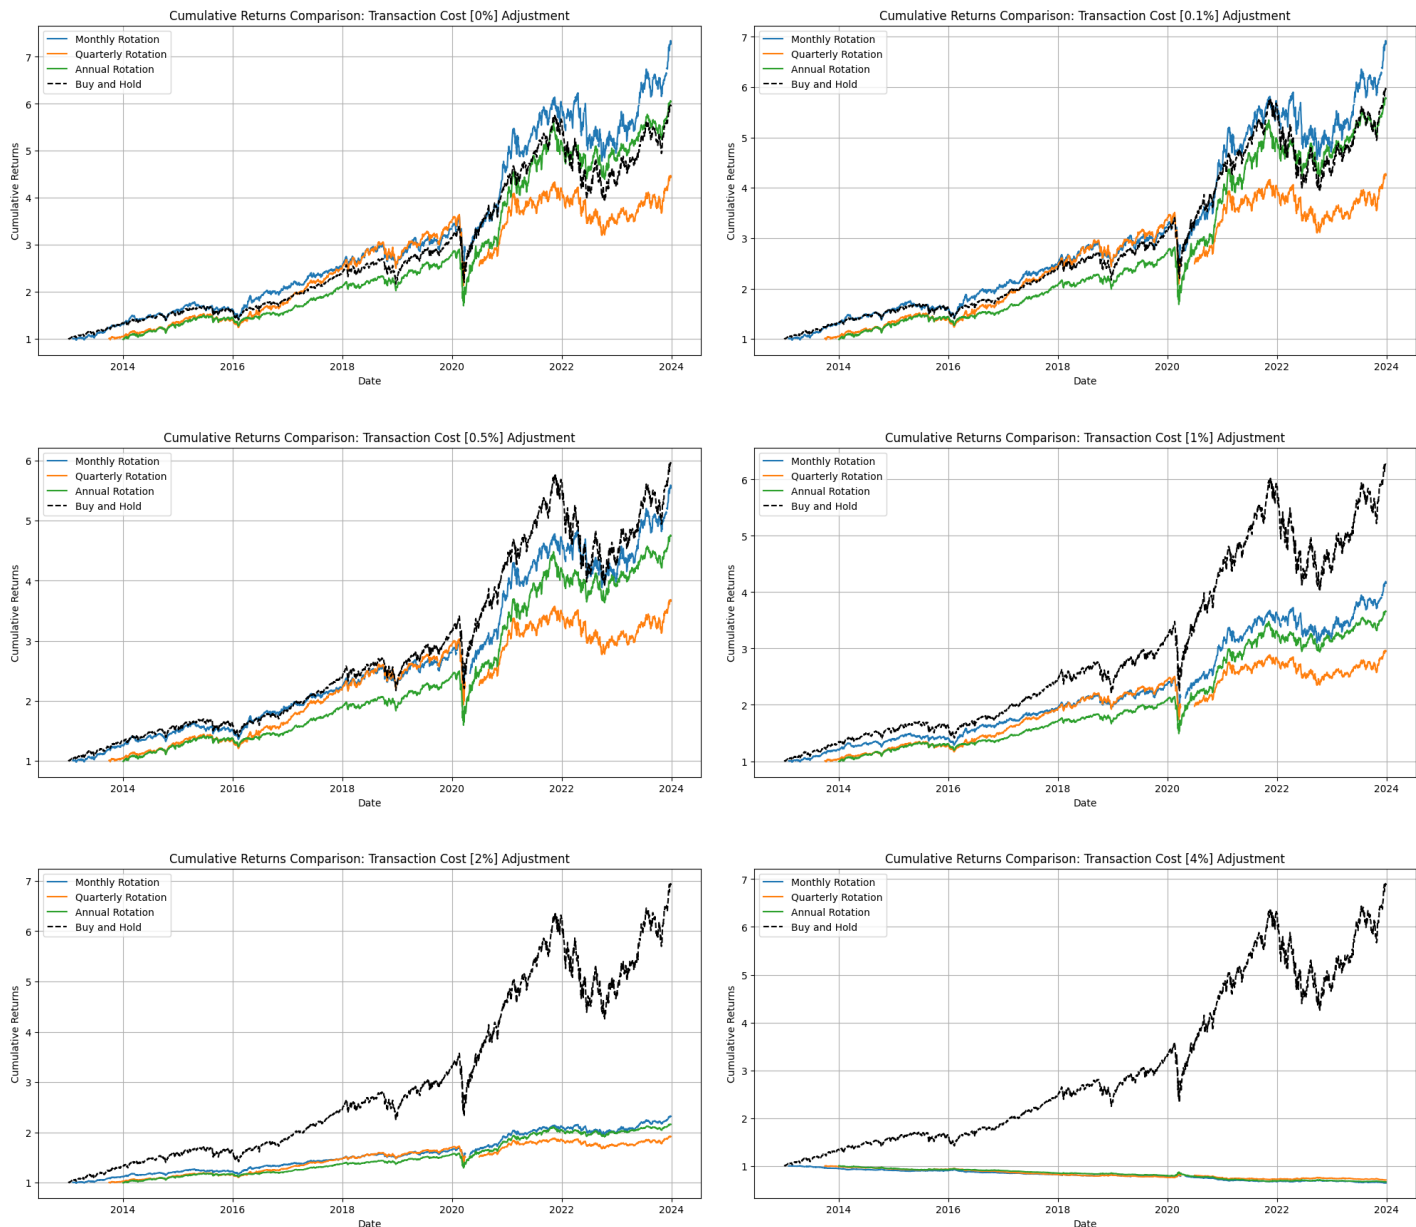 Cumulative Returns Comparison: Transaction Cost [0%] Adjustment
Monthly Rotation
Quarterly Rotation
Annual Rotation
Buy and Hold
7
6
5
4
3
2
1
Cumulative Returns
2014 2016 2018 2020 2022 2024
Date
Cumulative Returns Comparison: Transaction Cost [0.1%] Adjustment
Monthly Rotation
Quarterly Rotation
Annual Rotation
Buy and Hold
7
6
5
4
3
2
1
Cumulative Returns
2014 2016 2018 2020 2022 2024
Date
Cumulative Returns Comparison: Transaction Cost [0.5%] Adjustment
Monthly Rotation
Quarterly Rotation
Annual Rotation
Buy and Hold
6
5
4
3
2
1
Cumulative Returns
2014 2016 2018 2020 2022 2024
Date
Cumulative Returns Comparison: Transaction Cost [1%] Adjustment
Monthly Rotation
Quarterly Rotation
Annual Rotation
Buy and Hold
6
5
4
3
2
1
Cumulative Returns
2014 2016 2018 2020 2022 2024
Date
Cumulative Returns Comparison: Transaction Cost [2%] Adjustment
Monthly Rotation
Quarterly Rotation
Annual Rotation
Buy and Hold
7
6
5
4
3
2
1
Cumulative Returns
2014 2016 2018 2020 2022 2024
Date
Cumulative Returns Comparison: Transaction Cost [4%] Adjustment
Monthly Rotation
Quarterly Rotation
Annual Rotation
Buy and Hold
7
6
5
4
3
2
1
Cumulative Returns
2014 2016 2018 2020 2022 2024
Date